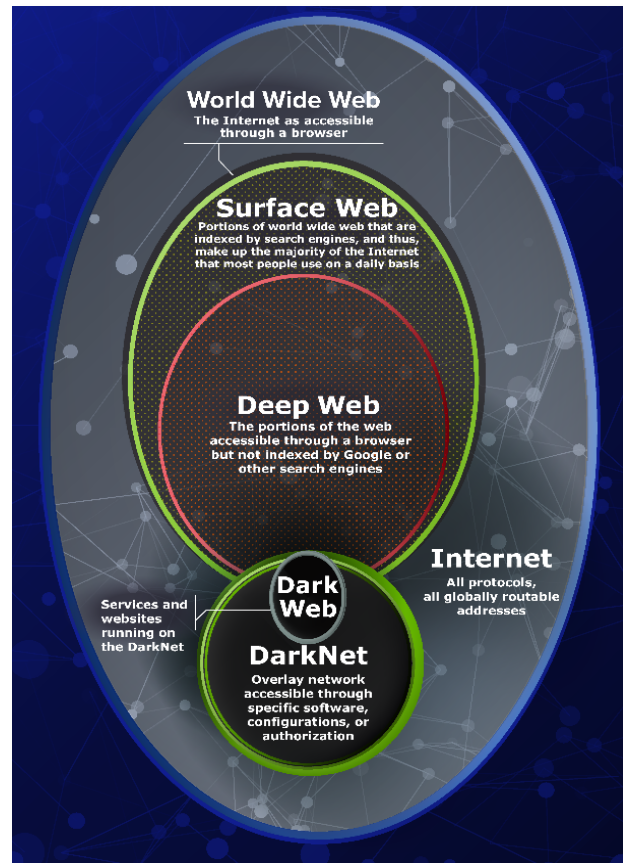 World Wide Web
The Internet as accessible
through a browser
Surface Web
Portions of world wide web that are
indexed by search engines, and thus,
make up the majority of the Internet
that most people use on a daily basis
Deep Web
The portions of the web
accessible through a browser
but not indexed by Google or
other search engines
Internet
All protocols,
all globally routable
addresses
Dark
Web
Services and
websites
running on
the DarkNet
DarkNet
Overlay network
accessible through
specific software,
configurations, or
authorization